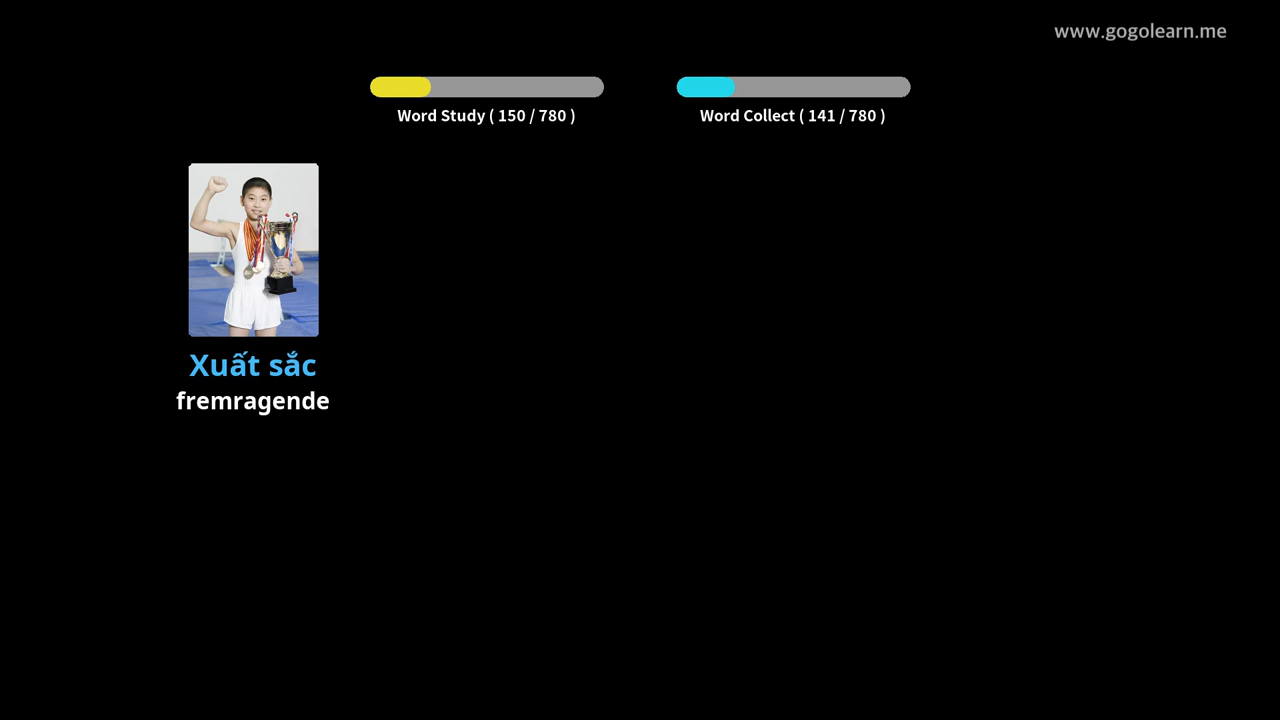 www.gogolearn.me
Word Study ( 150 / 780 )
Word Collect ( 141 / 780 )
Xuất sắc
fremragende